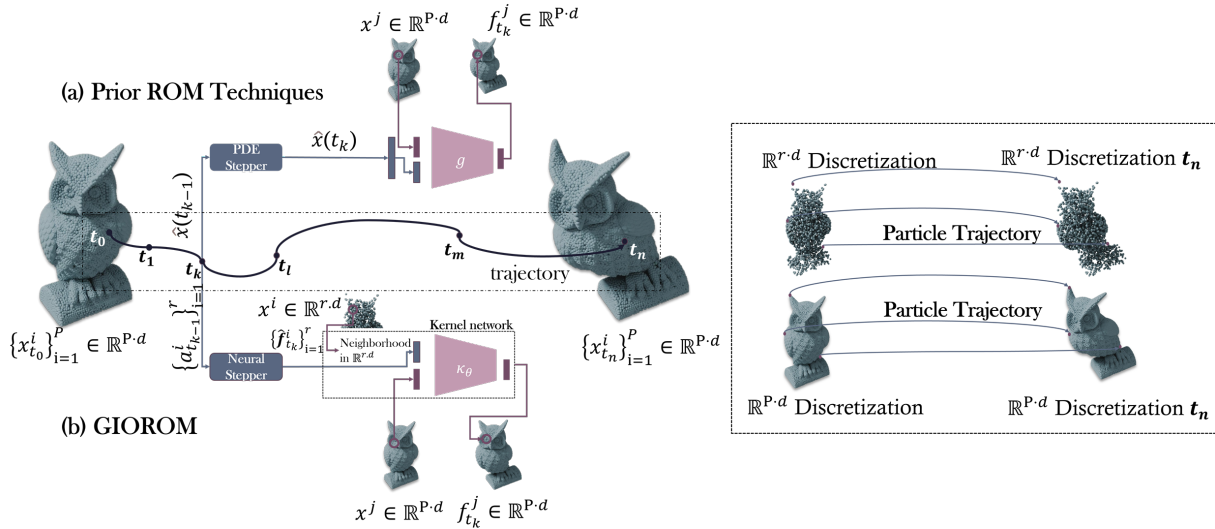 x^j ∈ ℝ^{P·d}
f^j_{t_k} ∈ ℝ^{P·d}
(a) Prior ROM Techniques
PDE
Stepper
x̂(t_k)
g
x̂(t_{k−1})
t_0
t_1
t_k
t_l
t_m
t_n
trajectory
{x^i_{t_0}}^P_{i=1} ∈ ℝ^{P·d}
{a^i_{t_{k−1}}}^r_{i=1}
x^i ∈ ℝ^{r.d}
{f̂^i_{t_k}}^r_{i=1}
Kernel network
Neighborhood
in ℝ^{r.d}
Neural
Stepper
κ_θ
{x^i_{t_n}}^P_{i=1} ∈ ℝ^{P·d}
(b) GIOROM
x^j ∈ ℝ^{P·d}
f^j_{t_k} ∈ ℝ^{P·d}
ℝ^{r·d} Discretization
ℝ^{r·d} Discretization t_n
Particle Trajectory
Particle Trajectory
ℝ^{P·d} Discretization
ℝ^{P·d} Discretization t_n